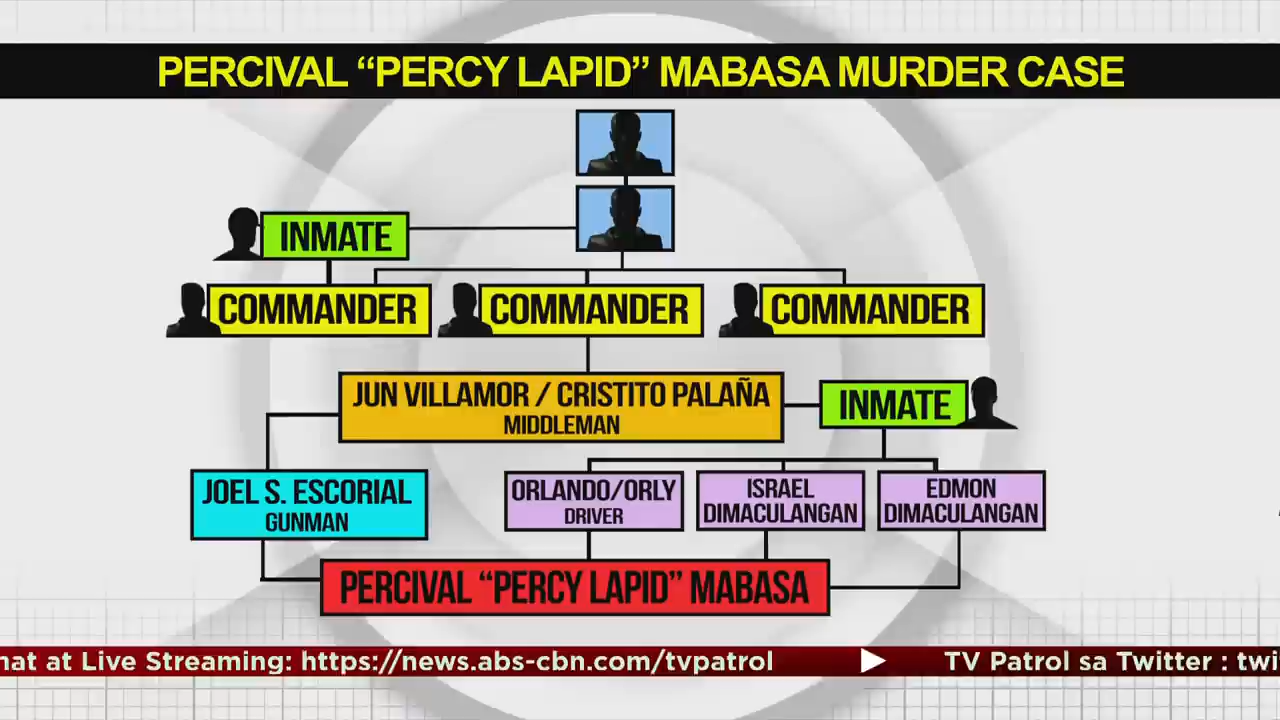 PERCIVAL “PERCY LAPID” MABASA MURDER CASE
INMATE
COMMANDER
COMMANDER
COMMANDER
JUN VILLAMOR / CRISTITO PALAÑA
MIDDLEMAN
INMATE
JOEL S. ESCORIAL
GUNMAN
ORLANDO/ORLY
DRIVER
ISRAEL
DIMACULANGAN
EDMON
DIMACULANGAN
PERCIVAL “PERCY LAPID” MABASA
at Live Streaming: https://news.abs-cbn.com/tvpatrol
TV Patrol sa Twitter :